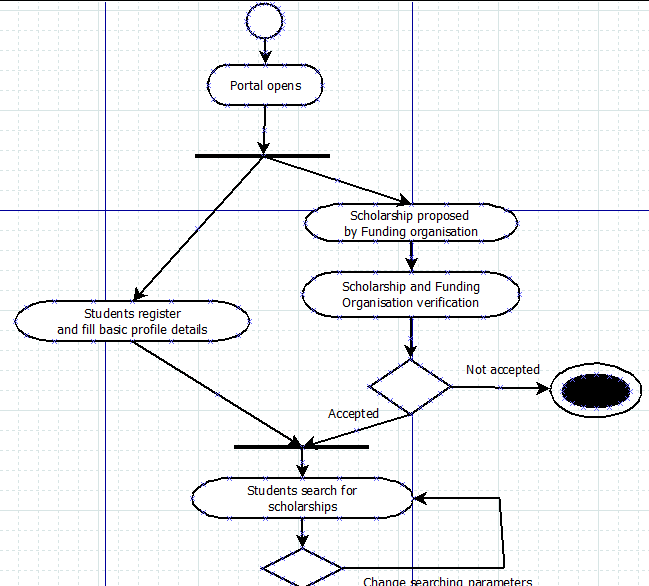 Portal opens
Scholarship proposed
by Funding organisation
Scholarship and Funding
Organisation verification
Students register
and fill basic profile details
Not accepted
Accepted
Students search for
scholarships
Change searching parameters